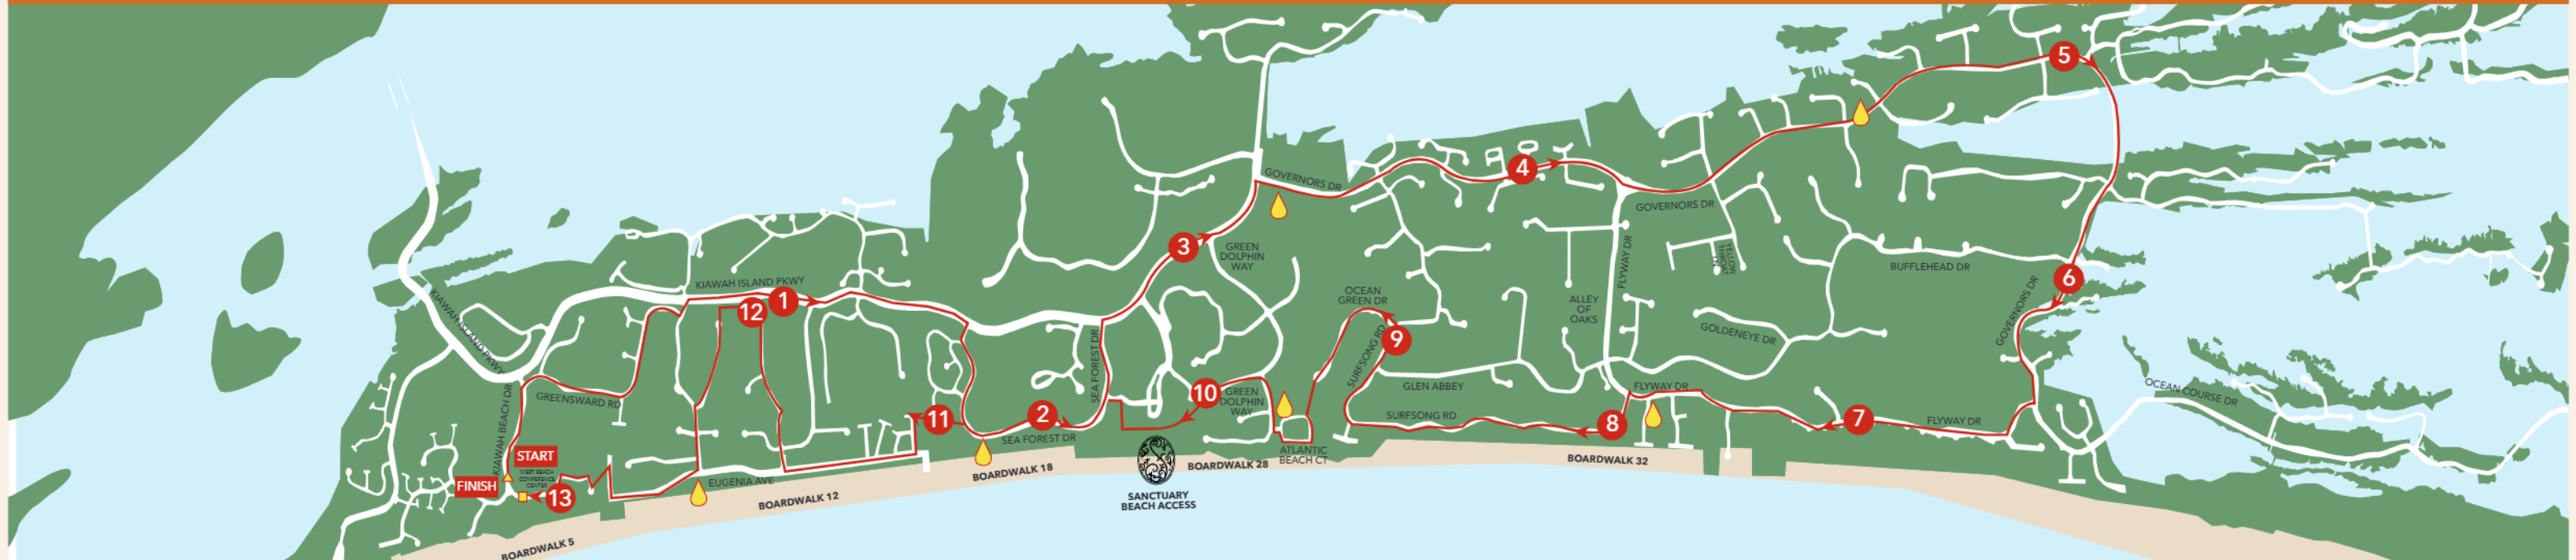 5
4
GOVERNORS DR
GOVERNORS DR
3
GREEN
DOLPHIN
WAY
FLYWAY DR
YELLOW
THROAT
LN
BUFFLEHEAD DR
6
GOVERNORS DR
KIAWAH ISLAND PKWY
1
12
KIAWAH ISLAND PKWY
OCEAN
GREEN DR
ALLEY
OF
OAKS
GOLDENEYE DR
9
SURFSONG RD
SEA FOREST DR
GREENSWARD RD
KIAWAH BEACH DR
10
GREEN
DOLPHIN
WAY
GLEN ABBEY
FLYWAY DR
OCEAN COURSE DR
11
2
SEA FOREST DR
SURFSONG RD
8
7
FLYWAY DR
START
WEST BEACH
CONFERENCE
CENTER
FINISH
13
EUGENIA AVE
ATLANTIC
BEACH CT
BOARDWALK 5
BOARDWALK 12
BOARDWALK 18
BOARDWALK 28
BOARDWALK 32
SANCTUARY
BEACH ACCESS